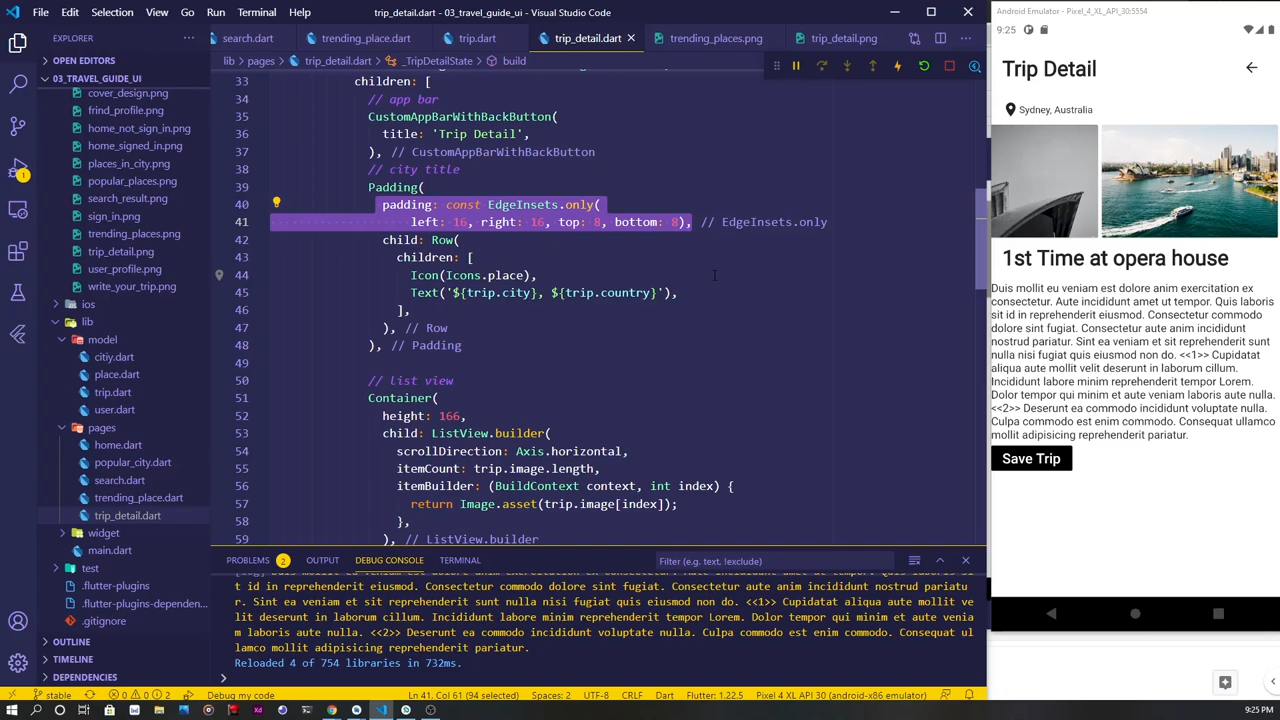 File Edit Selection View Go Run Terminal Help trip_detail.dart - 03_travel_guide_ui - Visual Studio Code
EXPLORER
OPEN EDITORS
03_TRAVEL_GUIDE_UI
cover_design.png
frind_profile.png
home_not_sign_in.png
home_signed_in.png
places_in_city.png
popular_places.png
search_result.png
sign_in.png
trending_places.png
trip_detail.png
user_profile.png
write_your_trip.png
ios
lib
model
citiy.dart
place.dart
trip.dart
user.dart
pages
home.dart
popular_city.dart
search.dart
trending_place.dart
trip_detail.dart
widget
main.dart
test
.flutter-plugins
.flutter-plugins-dependen...
.gitignore
OUTLINE
TIMELINE
DEPENDENCIES
1
search.dart
nding_place.dart
trip.dart
trip_detail.dart
trending_places.png
trip_detail.png
lib > pages > trip_detail.dart > _TripDetailState > build
33 children: [
34 // app bar
35 CustomAppBarWithBackButton(
36 title: 'Trip Detail',
37 ), // CustomAppBarWithBackButton
38 // city title
39 Padding(
40 padding: const EdgeInsets.only(
41 left: 16, right: 16, top: 8, bottom: 8), // EdgeInsets.only
42 child: Row(
43 children: [
44 Icon(Icons.place),
45 Text('${trip.city}, ${trip.country}'),
46 ],
47 ), // Row
48 ), // Padding
49
50 // list view
51 Container(
52 height: 166,
53 child: ListView.builder(
54 scrollDirection: Axis.horizontal,
55 itemCount: trip.image.length,
56 itemBuilder: (BuildContext context, int index) {
57 return Image.asset(trip.image[index]);
58 },
59 ), // ListView.builder
PROBLEMS 2 OUTPUT DEBUG CONSOLE TERMINAL Filter (e.g. text, !exclude)
it id in reprehenderit eiusmod. Consectetur commodo dolore sint fugiat. Consectetur aute anim incididunt nostrud pariatu
r. Sint ea veniam et sit reprehenderit sunt nulla nisi fugiat quis eiusmod non do. <<1>> Cupidatat aliqua aute mollit ve
lit deserunt in laborum cillum. Incididunt labore minim reprehenderit tempor Lorem. Dolor tempor qui minim et aute venia
m laboris aute nulla. <<2>> Deserunt ea commodo incididunt voluptate nulla. Culpa commodo est enim commodo. Consequat ul
lamco mollit adipisicing reprehenderit pariatur.
Reloaded 4 of 754 libraries in 732ms.
stable 0 0 2 Debug my code Ln 41, Col 61 (94 selected) Spaces: 2 UTF-8 CRLF Dart Flutter: 1.22.5 Pixel 4 XL API 30 (android-x86 emulator)
Android Emulator - Pixel_4_XL_API_30:5554
9:25
Trip Detail
Sydney, Australia
1st Time at opera house
Duis mollit eu veniam est dolore anim exercitation ex
consectetur. Aute incididunt amet ut tempor. Quis laboris
sit id in reprehenderit eiusmod. Consectetur commodo
dolore sint fugiat. Consectetur aute anim incididunt
nostrud pariatur. Sint ea veniam et sit reprehenderit sunt
nulla nisi fugiat quis eiusmod non do. <<1>> Cupidatat
aliqua aute mollit velit deserunt in laborum cillum.
Incididunt labore minim reprehenderit tempor Lorem.
Dolor tempor qui minim et aute veniam laboris aute nulla.
<<2>> Deserunt ea commodo incididunt voluptate nulla.
Culpa commodo est enim commodo. Consequat ullamco
mollit adipisicing reprehenderit pariatur.
Save Trip
9:25 PM